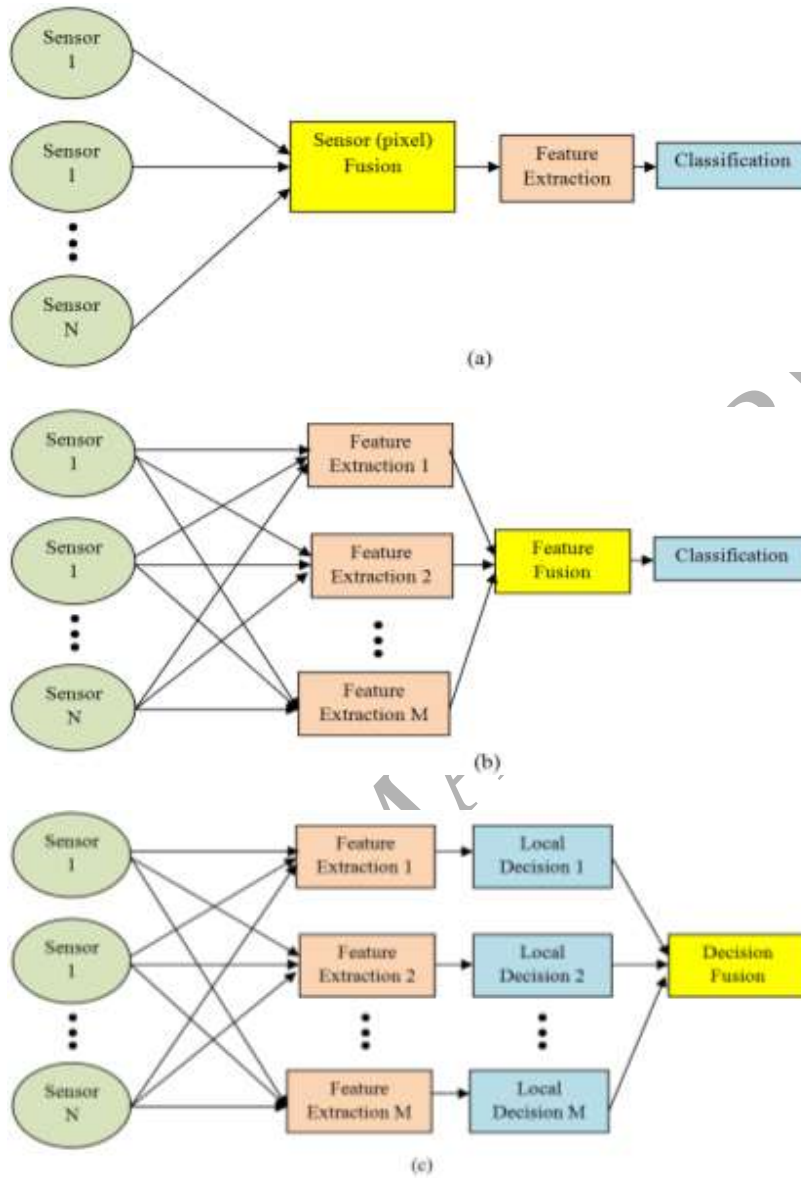 Sensor
1
Sensor
1
Sensor
N
Sensor (pixel)
Fusion
Feature
Extraction
Classification
(a)
Sensor
1
Sensor
1
Sensor
N
Feature
Extraction 1
Feature
Extraction 2
Feature
Extraction M
Feature
Fusion
Classification
(b)
Sensor
1
Sensor
1
Sensor
N
Feature
Extraction 1
Feature
Extraction 2
Feature
Extraction M
Local
Decision 1
Local
Decision 2
Local
Decision M
Decision
Fusion
(c)